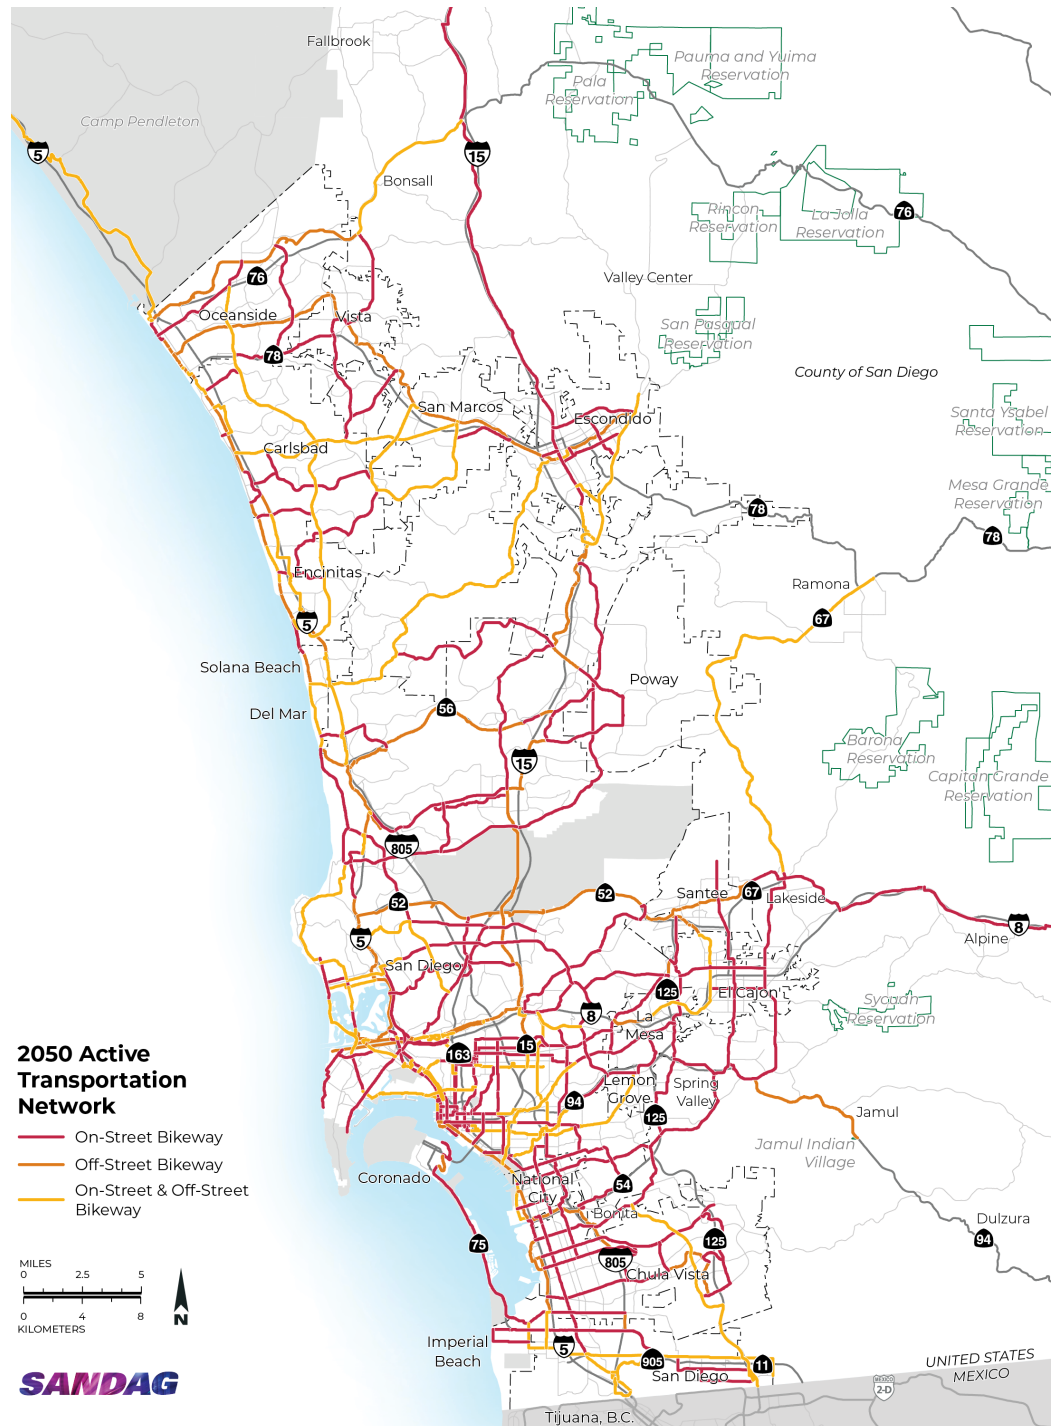 Fallbrook
Pauma and Yuima
Reservation
Pala
Reservation
Camp Pendleton
5
15
Bonsall
Rincon
Reservation
La Jolla
Reservation
76
76
Valley Center
Oceanside
Vista
San Pasqual
Reservation
78
County of San Diego
San Marcos
Escondido
Santa Ysabel
Reservation
Carlsbad
Mesa Grande
Reservation
78
78
Encinitas
Ramona
5
67
Solana Beach
Poway
56
Del Mar
Barona
Reservation
15
Capitan Grande
Reservation
805
52
52
Santee
67
Lakeside
5
8
Alpine
San Diego
125
El Cajon
Sycuan
Reservation
8
La
Mesa
163
15
2050 Active
Transportation
Network
On-Street Bikeway
Off-Street Bikeway
On-Street & Off-Street
Bikeway
Lemon
Grove
Spring
Valley
94
125
Jamul
Jamul Indian
Village
Coronado
National
City
54
Bonita
Dulzura
94
75
125
805
Chula Vista
MILES
0 2.5 5
0 4 8
KILOMETERS
N
Imperial
Beach
5
905
11
San Diego
UNITED STATES
MEXICO
MEXICO
2-D
SANDAG
Tijuana, B.C.